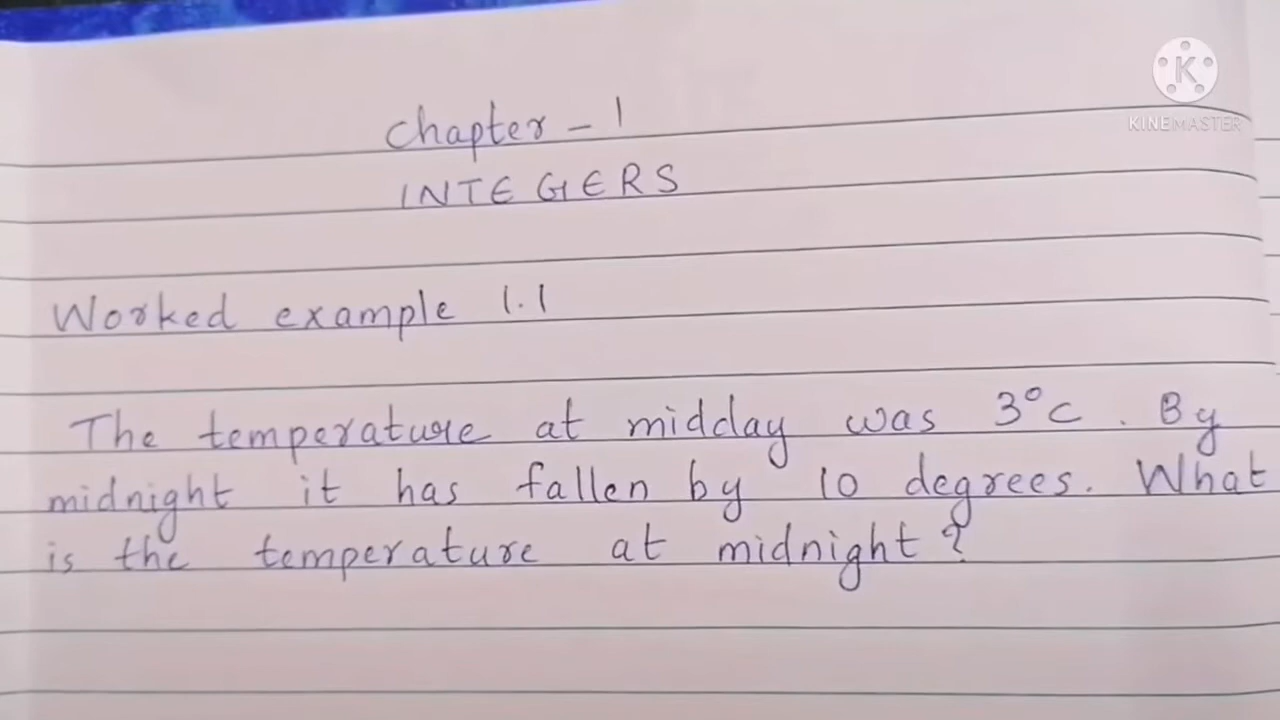 Chapter - 1
INTEGERS
Worked example 1.1
The temperature at midday was 3°C. By
midnight it has fallen by 10 degrees. What
is the temperature at midnight?
K
KINEMASTER